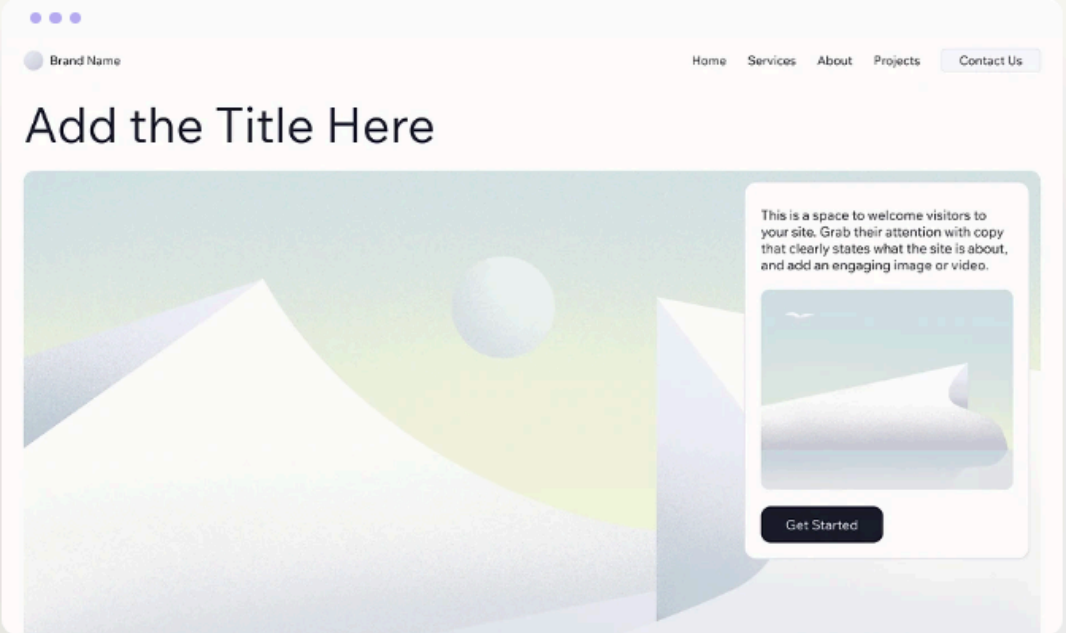 Brand Name
Home
Services
About
Projects
Contact Us
Add the Title Here
This is a space to welcome visitors to
your site. Grab their attention with copy
that clearly states what the site is about,
and add an engaging image or video.
Get Started